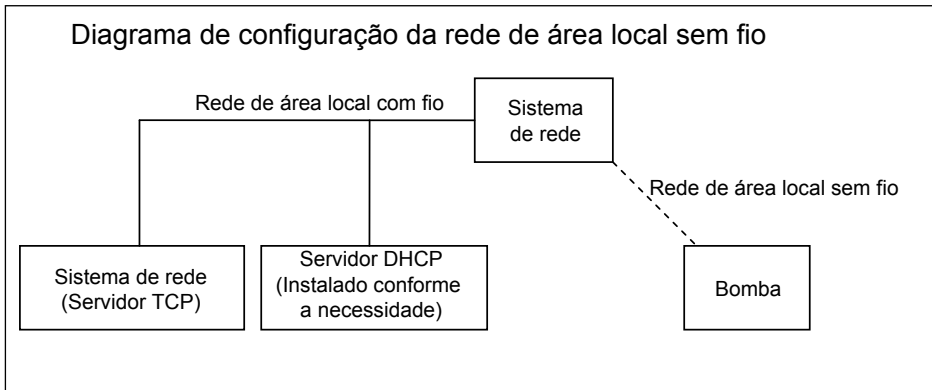 Diagrama de configuração da rede de área local sem fio
Rede de área local com fio
Sistema
de rede
Rede de área local sem fio
Sistema de rede
(Servidor TCP)
Servidor DHCP
(Instalado conforme
a necessidade)
Bomba